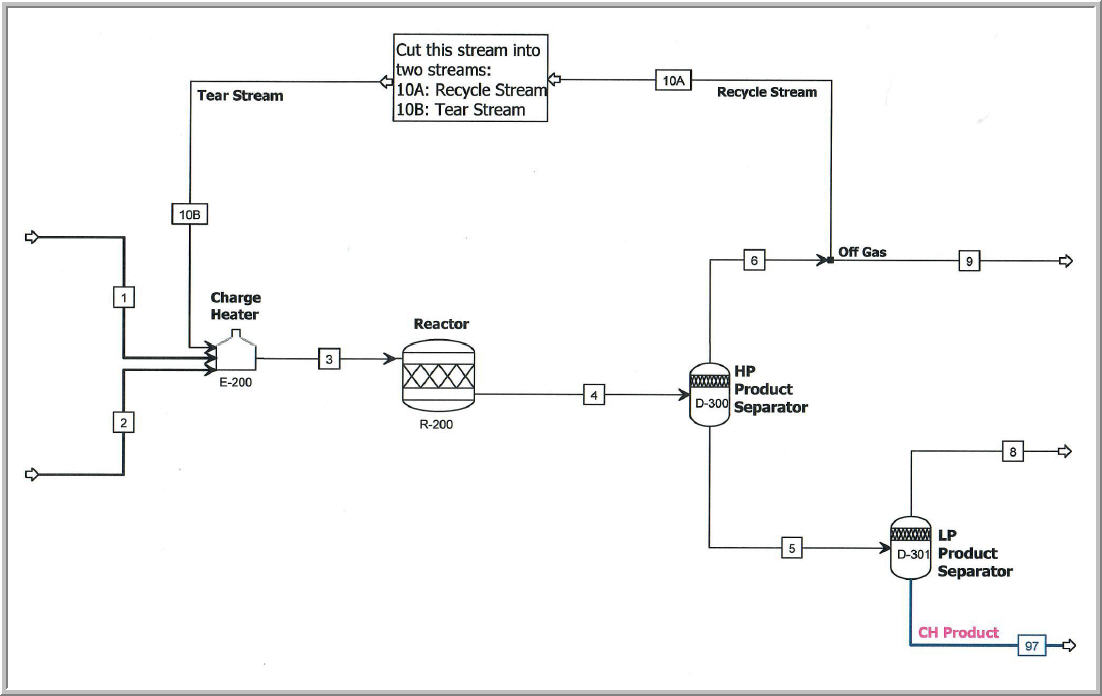 Cut this stream into
two streams:
10A: Recycle Stream
10B: Tear Stream
10A
Recycle Stream
Tear Stream
10B
1
2
Charge
Heater
E-200
3
Reactor
R-200
4
6
Off Gas
9
HP
Product
Separator
D-300
5
8
LP
Product
Separator
D-301
CH Product
97